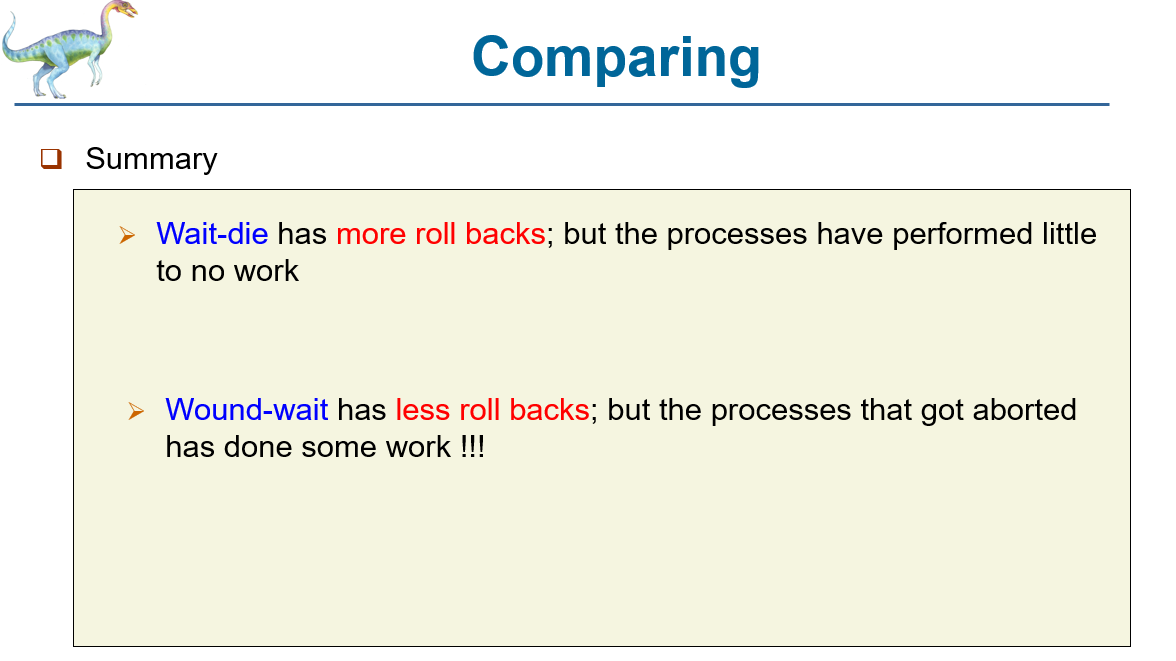 Comparing
Summary
Wait-die has more roll backs; but the processes have performed little
to no work
Wound-wait has less roll backs; but the processes that got aborted
has done some work !!!